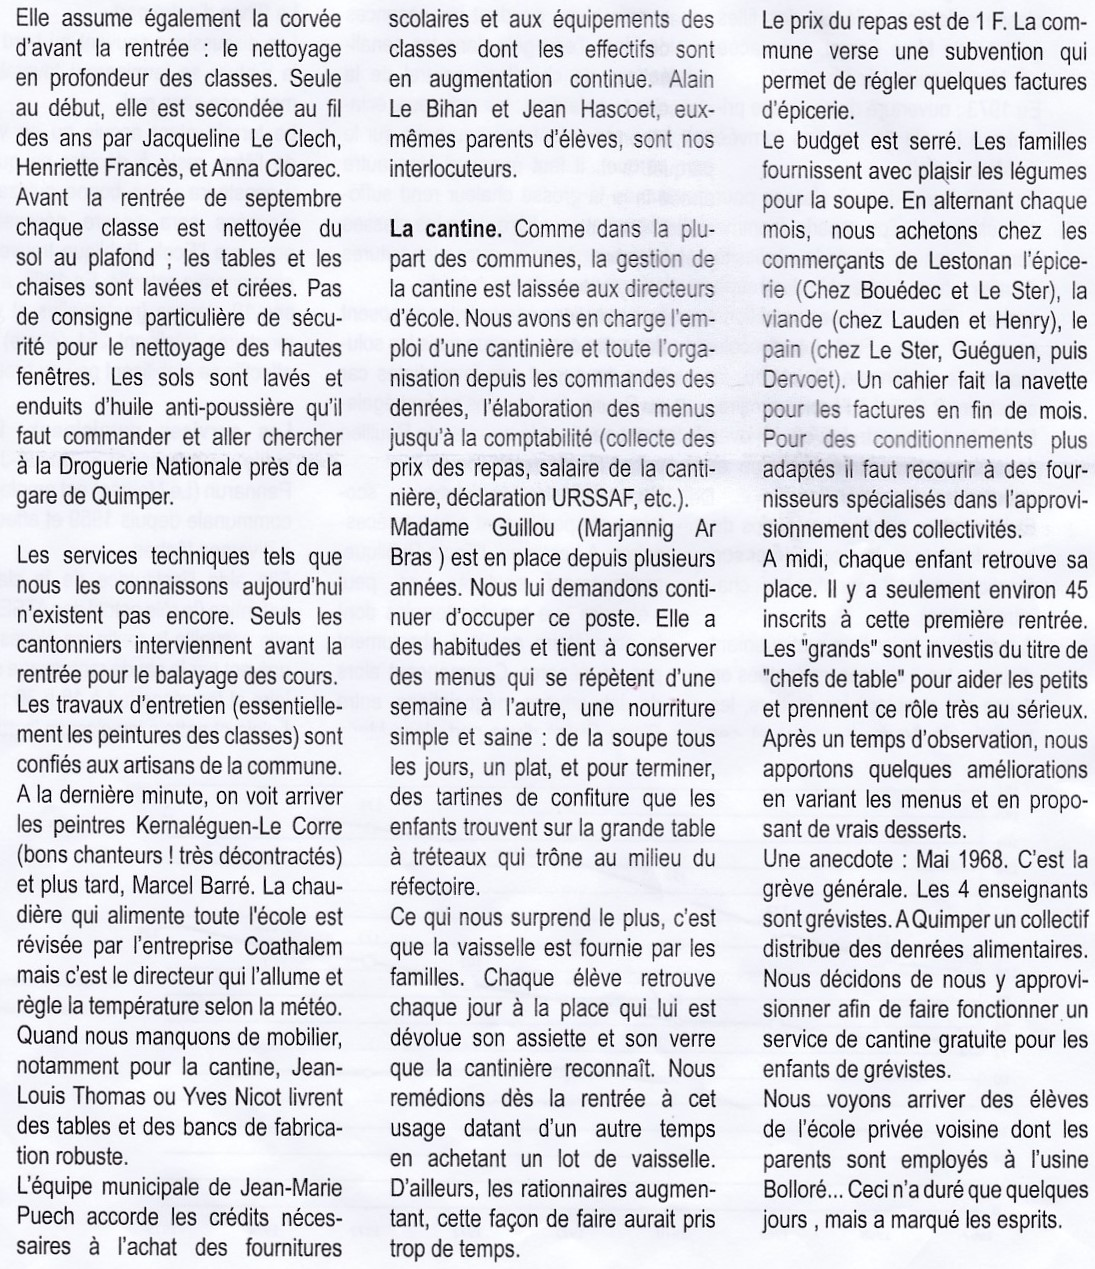 Elle assume également la corvée
d'avant la rentrée : le nettoyage
en profondeur des classes. Seule
au début, elle est secondée au fil
des ans par Jacqueline Le Clech,
Henriette Francès, et Anna Cloarec.
Avant la rentrée de septembre
chaque classe est nettoyée du
sol au plafond ; les tables et les
chaises sont lavées et cirées. Pas
de consigne particulière de sécu-
rité pour le nettoyage des hautes
fenêtres. Les sols sont lavés et
enduits d'huile anti-poussière qu'il
faut commander et aller chercher
à la Droguerie Nationale près de la
gare de Quimper.
Les services techniques tels que
nous les connaissons aujourd'hui
n'existent pas encore. Seuls les
cantonniers interviennent avant la
rentrée pour le balayage des cours.
Les travaux d'entretien (essentielle-
ment les peintures des classes) sont
confiés aux artisans de la commune.
A la dernière minute, on voit arriver
les peintres Kernaléguen-Le Corre
(bons chanteurs ! très décontractés)
et plus tard, Marcel Barré. La chau-
dière qui alimente toute l'école est
révisée par l'entreprise Coathalem
mais c'est le directeur qui l'allume et
règle la température selon la météo.
Quand nous manquons de mobilier,
notamment pour la cantine, Jean-
Louis Thomas ou Yves Nicot livrent
des tables et des bancs de fabrica-
tion robuste.
L'équipe municipale de Jean-Marie
Puech accorde les crédits néces-
saires à l'achat des fournitures
scolaires et aux équipements des
classes dont les effectifs sont
en augmentation continue. Alain
Le Bihan et Jean Hascoet, eux-
mêmes parents d'élèves, sont nos
interlocuteurs.
La cantine. Comme dans la plu-
part des communes, la gestion de
la cantine est laissée aux directeurs
d'école. Nous avons en charge l'em-
ploi d'une cantinière et toute l'orga-
nisation depuis les commandes des
denrées, l'élaboration des menus
jusqu'à la comptabilité (collecte des
prix des repas, salaire de la canti-
nière, déclaration URSSAF, etc.).
Madame Guillou (Marjannig Ar
Bras ) est en place depuis plusieurs
années. Nous lui demandons conti-
nuer d'occuper ce poste. Elle a
des habitudes et tient à conserver
des menus qui se répètent d'une
semaine à l'autre, une nourriture
simple et saine : de la soupe tous
les jours, un plat, et pour terminer,
des tartines de confiture que les
enfants trouvent sur la grande table
à tréteaux qui trône au milieu du
réfectoire.
Ce qui nous surprend le plus, c'est
que la vaisselle est fournie par les
familles. Chaque élève retrouve
chaque jour à la place qui lui est
dévolue son assiette et son verre
que la cantinière reconnaît. Nous
remédions dès la rentrée à cet
usage datant d'un autre temps
en achetant un lot de vaisselle.
D'ailleurs, les rationnaires augmen-
tant, cette façon de faire aurait pris
trop de temps.
Le prix du repas est de 1 F. La com-
mune verse une subvention qui
permet de régler quelques factures
d'épicerie.
Le budget est serré. Les familles
fournissent avec plaisir les légumes
pour la soupe. En alternant chaque
mois, nous achetons chez les
commerçants de Lestonan l'épice-
rie (Chez Bouédec et Le Ster), la
viande (chez Lauden et Henry), le
pain (chez Le Ster, Guéguen, puis
Dervoet). Un cahier fait la navette
pour les factures en fin de mois.
Pour des conditionnements plus
adaptés il faut recourir à des four-
nisseurs spécialisés dans l'approvi-
sionnement des collectivités.
A midi, chaque enfant retrouve sa
place. Il y a seulement environ 45
inscrits à cette première rentrée.
Les "grands" sont investis du titre de
"chefs de table" pour aider les petits
et prennent ce rôle très au sérieux.
Après un temps d'observation, nous
apportons quelques améliorations
en variant les menus et en propo-
sant de vrais desserts.
Une anecdote : Mai 1968. C'est la
grève générale. Les 4 enseignants
sont grévistes. A Quimper un collectif
distribue des denrées alimentaires.
Nous décidons de nous y approvi-
sionner afin de faire fonctionner un
service de cantine gratuite pour les
enfants de grévistes.
Nous voyons arriver des élèves
de l'école privée voisine dont les
parents sont employés à l'usine
Bolloré... Ceci n'a duré que quelques
jours , mais a marqué les esprits.